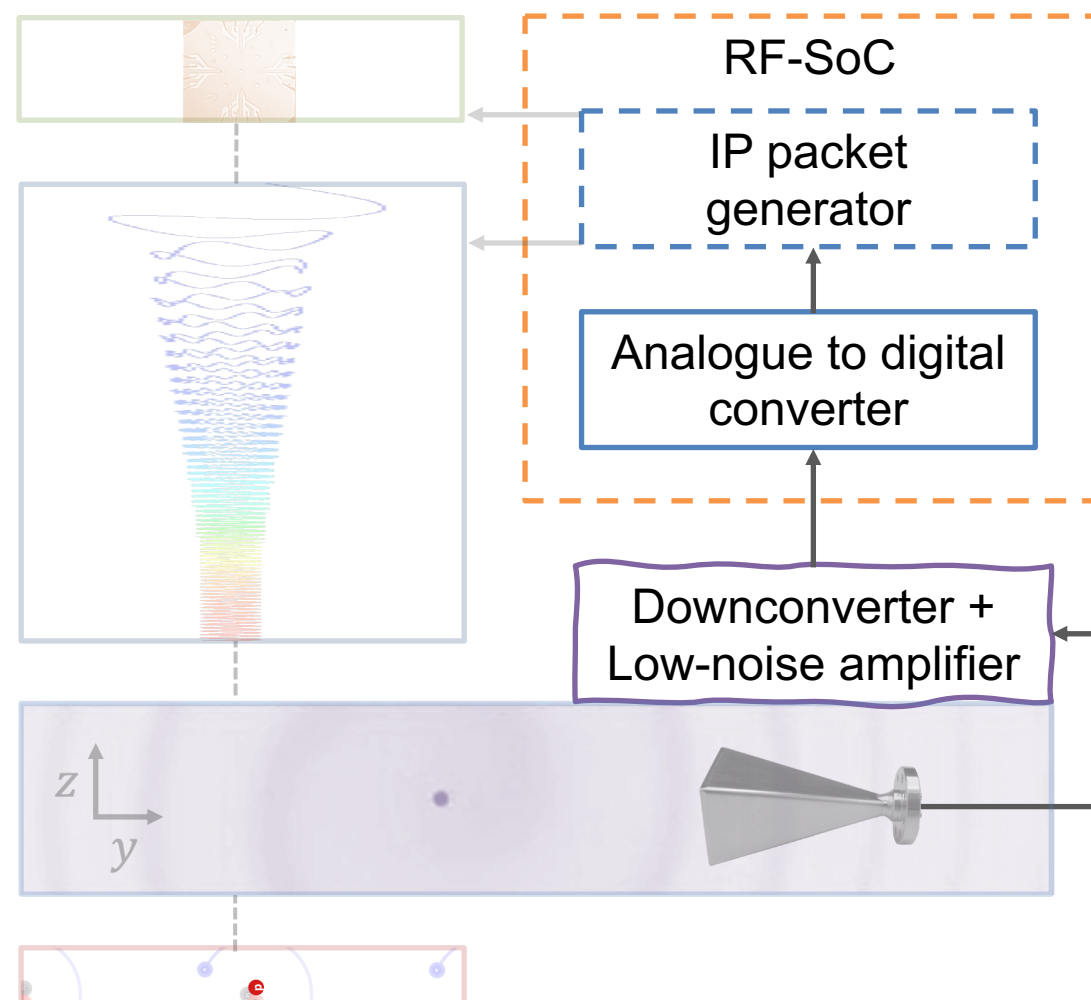 RF-SoC
IP packet
generator
Analogue to digital
converter
Downconverter +
Low-noise amplifier
z
y
p